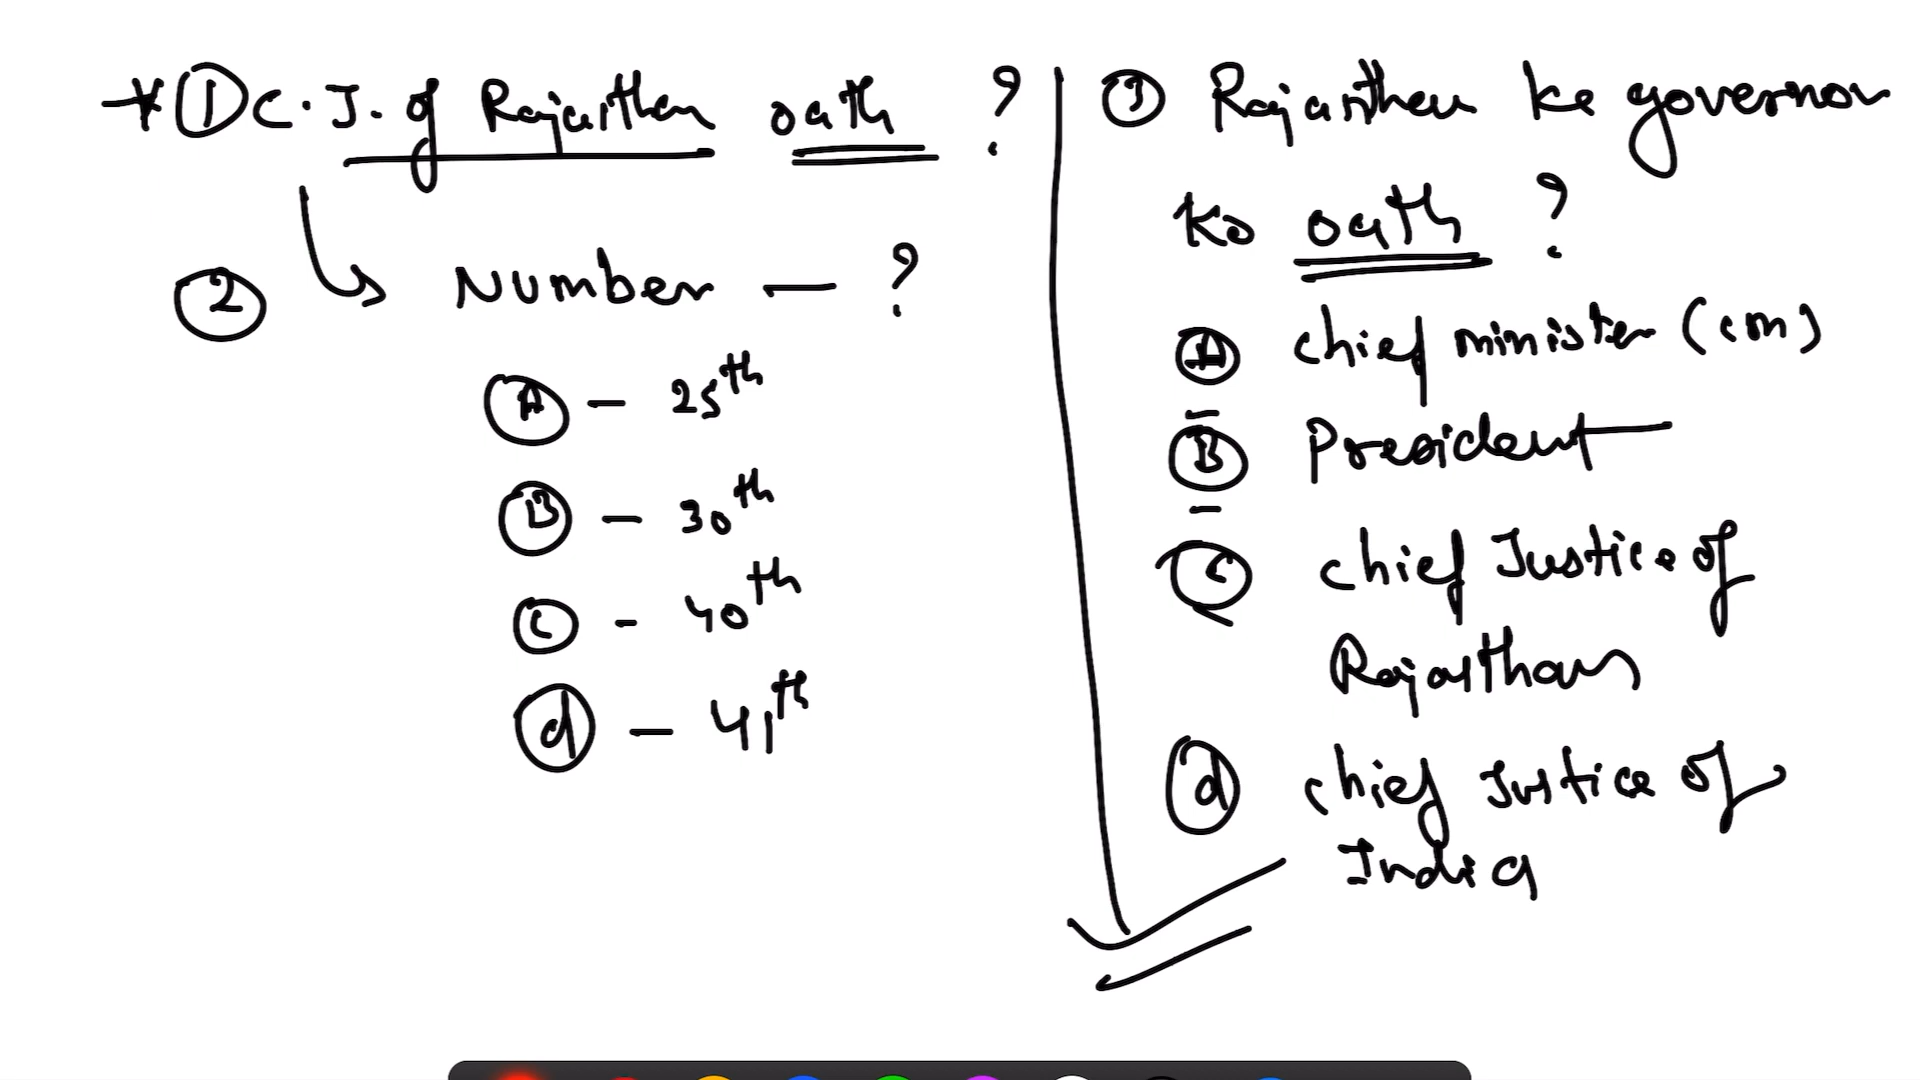 * ① C.J. of Rajasthan oath ?
② Number — ?
Ⓐ - 25th
Ⓑ - 30th
Ⓒ - 40th
ⓓ - 41th
① Rajasthan ke governor
Ko oath ?
Ⓐ chief minister (cm)
Ⓑ President
Ⓒ chief Justice of
Rajasthan
ⓓ chief Justice of
India